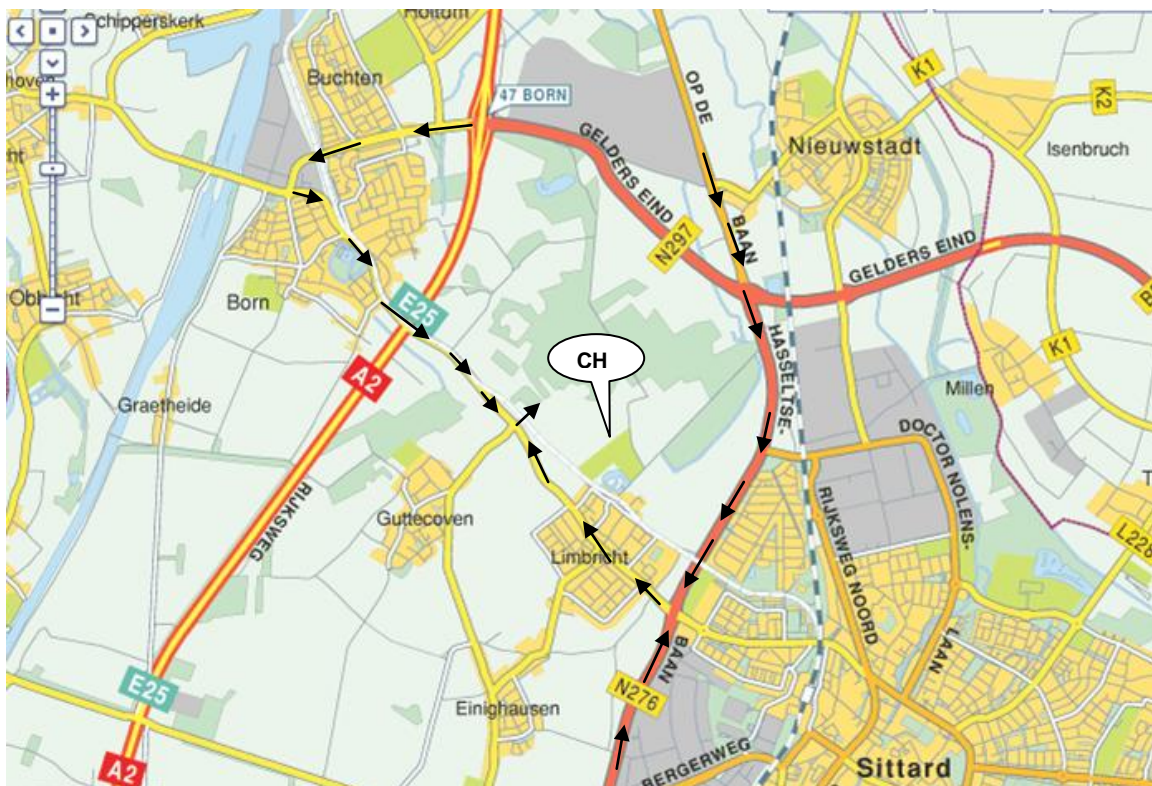 Schipperskerk
Holtum
hoven
Buchten
47 BORN
OP DE
K1
K2
Nieuwstadt
Isenbruch
GELDERS EIND
BAAN
N297
GELDERS EIND
Born
E25
HASSELTSE-
CH
K1
A2
Millen
Graetheide
DOCTOR NOLENS-
RIJKSWEG
Guttecoven
RIJKSWEG NOORD
L228
Limbricht
BAAN
LAAN
E25
N276
Einighausen
A2
BERGERWEG
Sittard